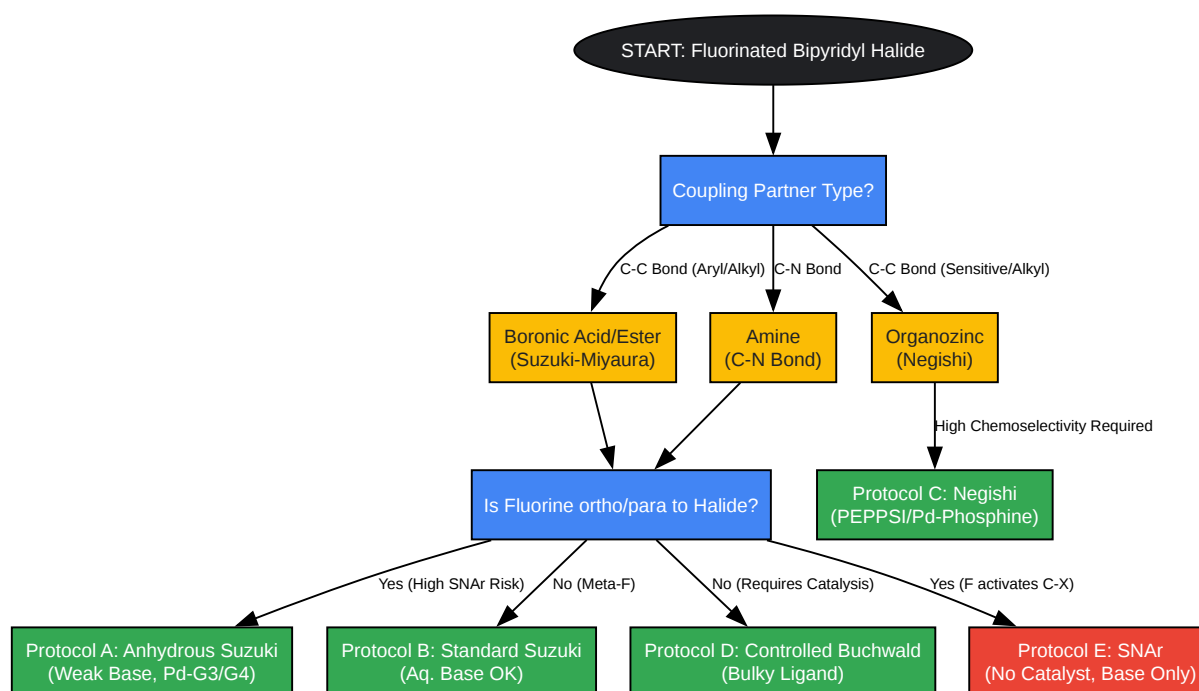 START: Fluorinated Bipyridyl Halide
Coupling Partner Type?
C-C Bond (Aryl/Alkyl)
C-N Bond
C-C Bond (Sensitive/Alkyl)
Boronic Acid/Ester
(Suzuki-Miyaura)
Amine
(C-N Bond)
Organozinc
(Negishi)
High Chemoselectivity Required
Is Fluorine ortho/para to Halide?
Protocol C: Negishi
(PEPPSI/Pd-Phosphine)
Yes (High SNAr Risk)
No (Meta-F)
No (Requires Catalysis)
Yes (F activates C-X)
Protocol A: Anhydrous Suzuki
(Weak Base, Pd-G3/G4)
Protocol B: Standard Suzuki
(Aq. Base OK)
Protocol D: Controlled Buchwald
(Bulky Ligand)
Protocol E: SNAr
(No Catalyst, Base Only)